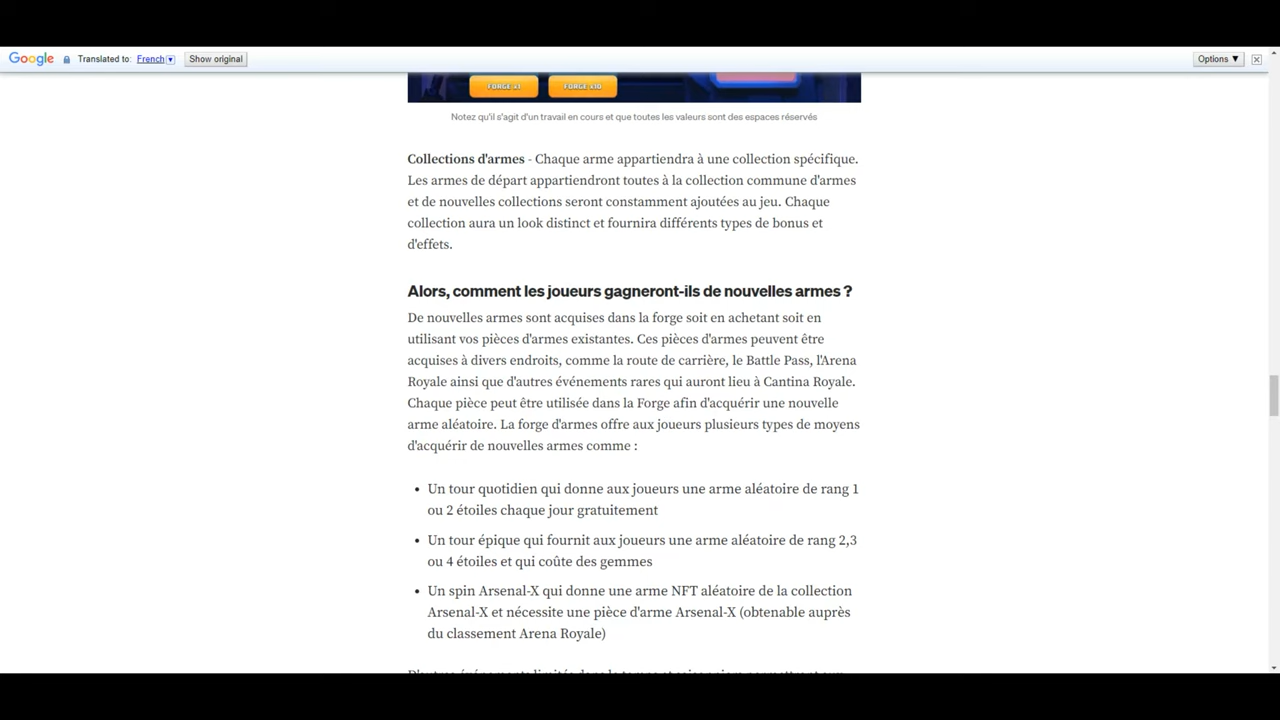 Google Translated to: French Show original Options ▼
FORGE x1 FORGE x10
Notez qu'il s'agit d'un travail en cours et que toutes les valeurs sont des espaces réservés
Collections d'armes - Chaque arme appartiendra à une collection spécifique.
Les armes de départ appartiendront toutes à la collection commune d'armes
et de nouvelles collections seront constamment ajoutées au jeu. Chaque
collection aura un look distinct et fournira différents types de bonus et
d'effets.
Alors, comment les joueurs gagneront-ils de nouvelles armes ?
De nouvelles armes sont acquises dans la forge soit en achetant soit en
utilisant vos pièces d'armes existantes. Ces pièces d'armes peuvent être
acquises à divers endroits, comme la route de carrière, le Battle Pass, l'Arena
Royale ainsi que d'autres événements rares qui auront lieu à Cantina Royale.
Chaque pièce peut être utilisée dans la Forge afin d'acquérir une nouvelle
arme aléatoire. La forge d'armes offre aux joueurs plusieurs types de moyens
d'acquérir de nouvelles armes comme :
• Un tour quotidien qui donne aux joueurs une arme aléatoire de rang 1
ou 2 étoiles chaque jour gratuitement
• Un tour épique qui fournit aux joueurs une arme aléatoire de rang 2,3
ou 4 étoiles et qui coûte des gemmes
• Un spin Arsenal-X qui donne une arme NFT aléatoire de la collection
Arsenal-X et nécessite une pièce d'arme Arsenal-X (obtenable auprès
du classement Arena Royale)